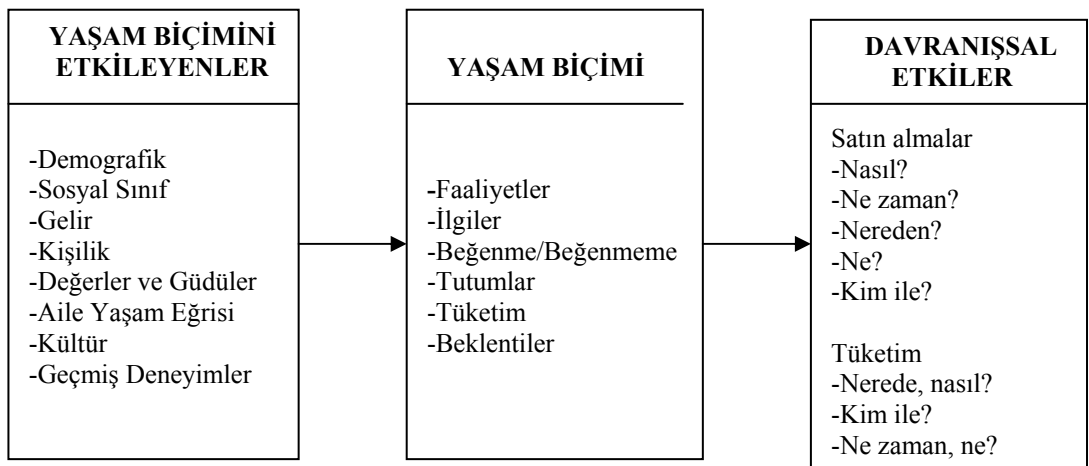 YAŞAM BİÇİMİNİ
ETKİLEYENLER
-Demografik
-Sosyal Sınıf
-Gelir
-Kişilik
-Değerler ve Güdüler
-Aile Yaşam Eğrisi
-Kültür
-Geçmiş Deneyimler
YAŞAM BİÇİMİ
-Faaliyetler
-İlgiler
-Beğenme/Beğenmeme
-Tutumlar
-Tüketim
-Beklentiler
DAVRANIŞSAL
ETKİLER
Satın almalar
-Nasıl?
-Ne zaman?
-Nereden?
-Ne?
-Kim ile?
Tüketim
-Nerede, nasıl?
-Kim ile?
-Ne zaman, ne?